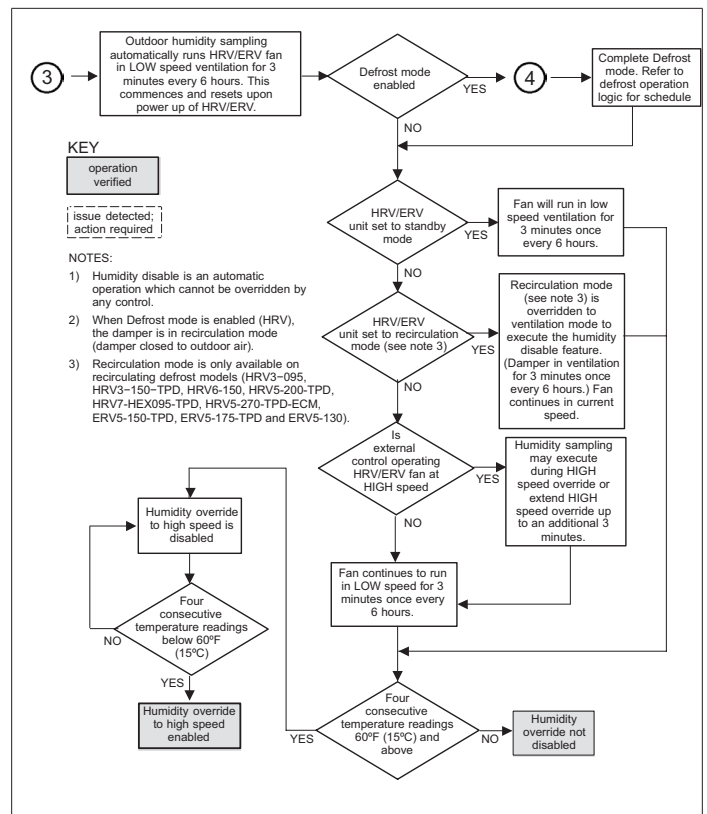 3
Outdoor humidity sampling
automatically runs HRV/ERV fan
in LOW speed ventilation for 3
minutes every 6 hours. This
commences and resets upon
power up of HRV/ERV.
Defrost mode
enabled
YES
4
Complete Defrost
mode. Refer to
defrost operation
logic for schedule
NO
KEY
operation
verified
issue detected;
action required
NOTES:
1) Humidity disable is an automatic
operation which cannot be overridden by
any control.
2) When Defrost mode is enabled (HRV),
the damper is in recirculation mode
(damper closed to outdoor air).
3) Recirculation mode is only available on
recirculating defrost models (HRV3−095,
HRV3−150−TPD, HRV6-150, HRV5-200-TPD,
HRV7-HEX095-TPD, HRV5-270-TPD-ECM,
ERV5-150-TPD, ERV5-175-TPD and ERV5-130).
HRV/ERV
unit set to standby
mode
YES
Fan will run in low
speed ventilation for
3 minutes once
every 6 hours.
NO
HRV/ERV
unit set to recirculation
mode (see note 3)
YES
Recirculation mode
(see note 3) is
overridden to
ventilation mode to
execute the humidity
disable feature.
(Damper in ventilation
for 3 minutes once
every 6 hours.) Fan
continues in current
speed.
NO
Is
external
control operating
HRV/ERV fan at
HIGH speed
YES
Humidity sampling
may execute
during HIGH
speed override or
extend HIGH
speed override up
to an additional 3
minutes.
NO
Fan continues to run
in LOW speed for 3
minutes once every
6 hours.
Humidity override
to high speed is
disabled
Four
consecutive
temperature readings
below 60ºF
(15ºC)
NO
YES
Humidity override
to high speed
enabled
Four
consecutive
temperature readings
60ºF (15ºC) and
above
YES
NO
Humidity
override not
disabled